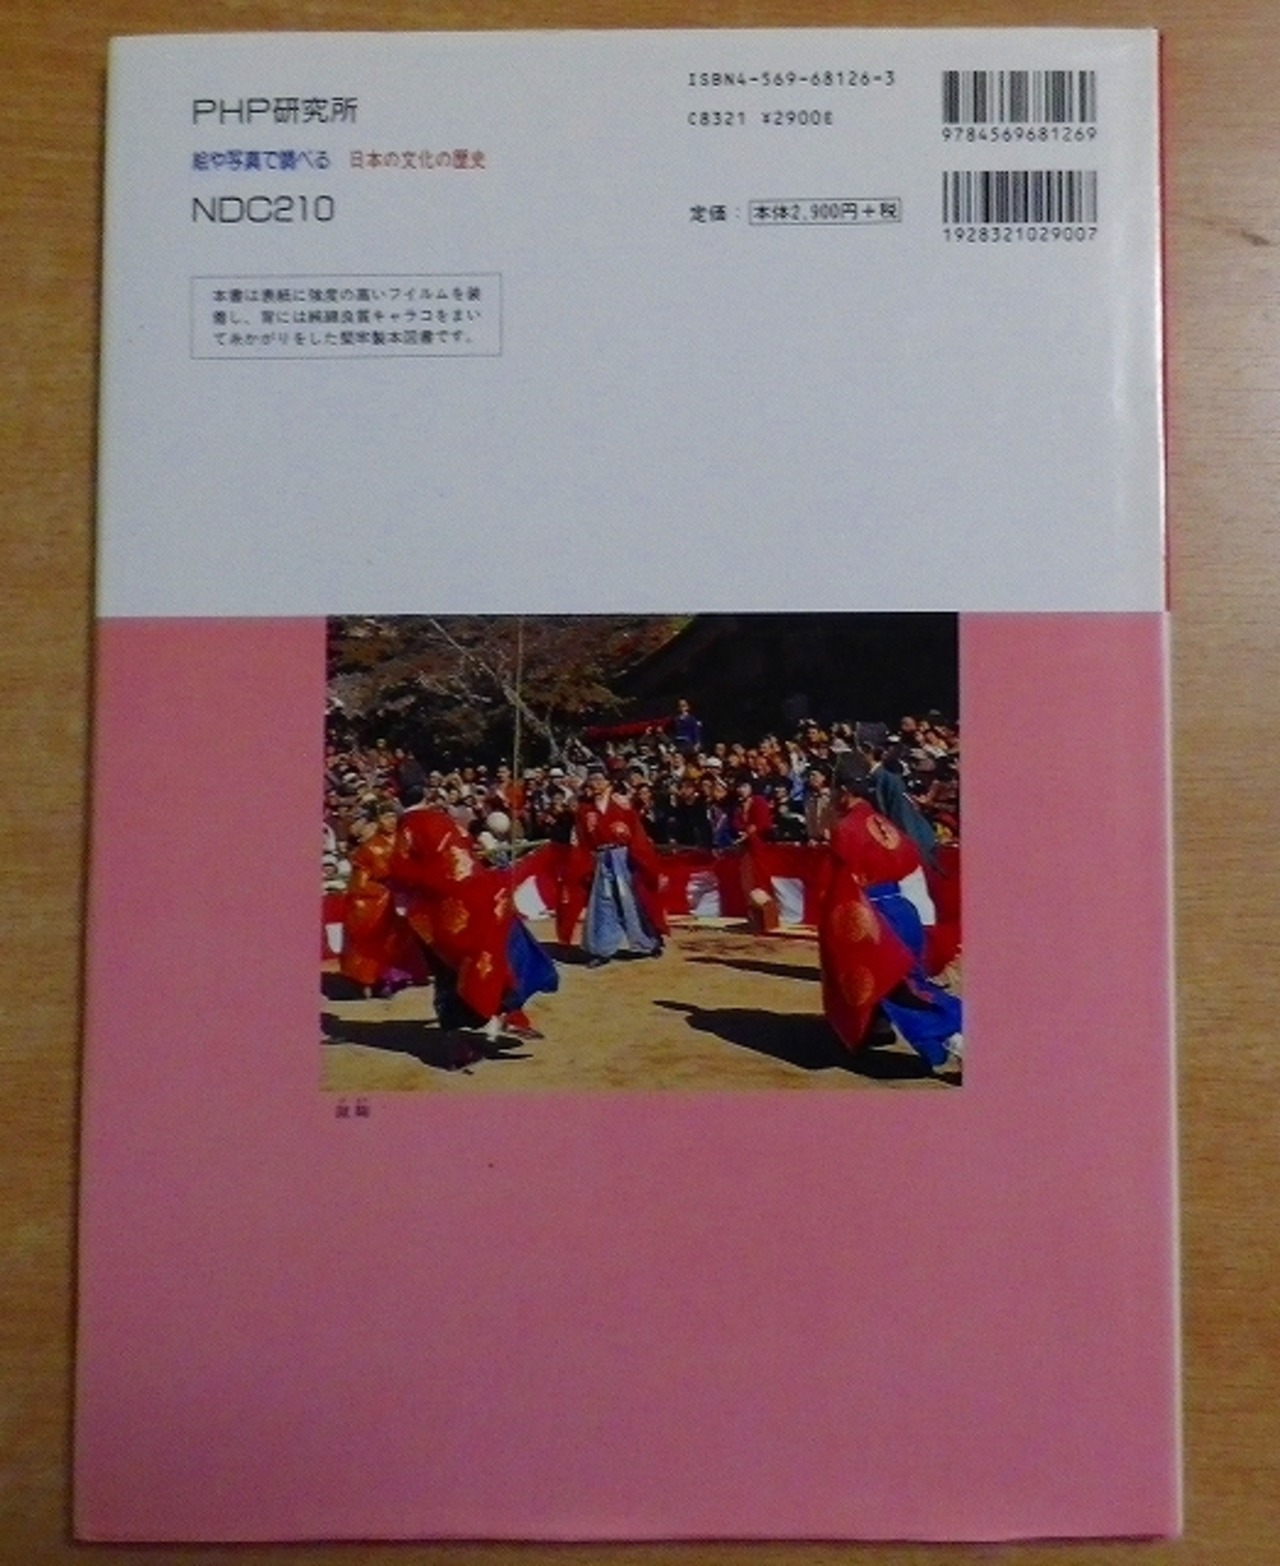 PHP研究所
絵や写真で調べる 日本の文化の歴史
NDC210
本書は表紙に強度の高いフイルムを装
着し、背には純綿良質キャラコをまい
て糸かがりをした堅牢製本図書です。
ISBN4-569-68126-3
C8321 ¥2900E
定価：本体2,900円＋税
9784569681269
1928321029007
蹴鞠